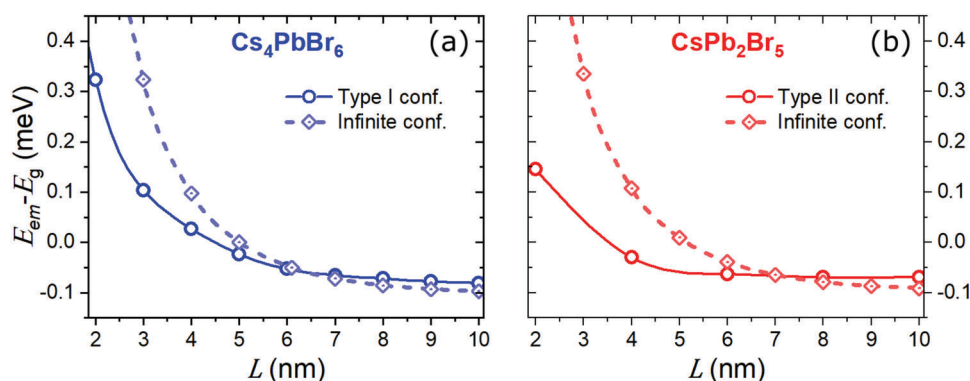 Cs4PbBr6
(a)
Type I conf.
Infinite conf.
0.4
0.3
0.2
0.1
0.0
-0.1
2 3 4 5 6 7 8 9 10
L (nm)
Eem-Eg (meV)
CsPb2Br5
(b)
Type II conf.
Infinite conf.
0.4
0.3
0.2
0.1
0.0
-0.1
2 3 4 5 6 7 8 9 10
L (nm)